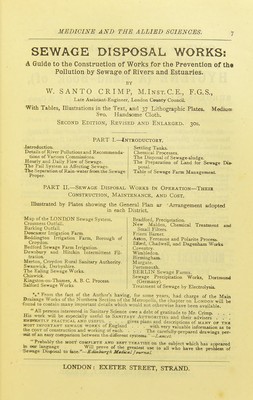 MEDICINE AND THE ALLIED SCIENCES. 7
SEWAGE DISPOSAL WORKS:
A Guide to the Construction of Works for the Prevention of the
Pollution by Sewage of Rivers and Estuaries.
BY
W. SANTO CRIMP, M.INST.C.E., F.G.S.,
Late Assistant-Engineer, London County Council.
With Tables, Illustrations in the Text, and 37 Lithographic Plates. Medium
8vo. Handsome Cloth.
SECOND EDITION, REVISED AND ENLARGED. 30s.
PART I.—INTRODUCTORY.
Introduction.
Details of River Pollutions and Recommenda-
tions of Various Commissions.
Hourly and Daily Flow of Sewage.
The Pail System as Affecting Sewage.
The Separation of Rain-water from the Sewage
Proper.
Settling Tanks.
Chemical Processes.
The Disposal of Sewage-sludge.
The Preparation of Land for Sewage Dis-
posal.
Table of Sewage Farm Management.
PART II.—SEWAGE DISPOSAL WORKS IN OPERATION—THEIR
CONSTRUCTION, MAINTENANCE, AND COST.
Illustrated by Plates showing the General Plan and Arrangement adopted
in each District.
Map of the LONDON Sewage System.
Crossness Outfall.
Barking Outfall.
Doncaster Irrigation Farm.
Beddington Irrigation Farm, Borough of
Croydon.
Bedford Sewage Farm Irrigation.
Dewsbury and Hitchin Intermittent Fil-
tration.
Merton, Croydon Rural Sanitary Authority.
Swanwick, Derbyshire.
The Ealing Sewage Works.
Chiswick.
Kingston-on-Thames, A. B. C. Process.
Salford Sewage Works.
Bradford, Precipitation.
New Malden, Chemical Treatment and
Small Filters.
Friern Barnet.
Acton, Ferozone and Polarite Process.
Ilford, Chadwell, and Dagenham Works.
Coventry.
Wimbledon.
Birmingham.
Margate.
Portsmouth.
BERLIN Sewage Farms.
Sewage Precipitation Works, Dortmund
(Germany).
Treatment of Sewage by Electrolysis.
*** From the fact of the Author's having, for some years, had charge of the Main
Drainage Works of the Northern Section of the Metropolis, the chapter on LONDON will be
found to contain many important details which would not otherwise have been available.
"All persons interested in Sanitary Science owe a debt of gratitude to Mr. Crimp. . . .
His work will be especially useful to SANITARY AUTHORITIES and their advisers . . .
EMINENTLY PRACTICAL AND USEFUL . . . gives plans and descriptions of MANY OF THE
MOST IMPORTANT SEWAGE WORKS of England . . . with very valuable information as to
the COST of construction and working of each. . . . The carefully-prepared drawings per-
mit of an easy comparison between the different systems."—Lancet.
"Probably the MOST COMPLETE AND BEST TREATISE on the subject which has appeared
in our language . . . Will prove of the greatest use to all who have the problem of
Sewage Disposal to face."—Edinburgh Medical Journal.
LONDON: EXETER STREET, STRAND.